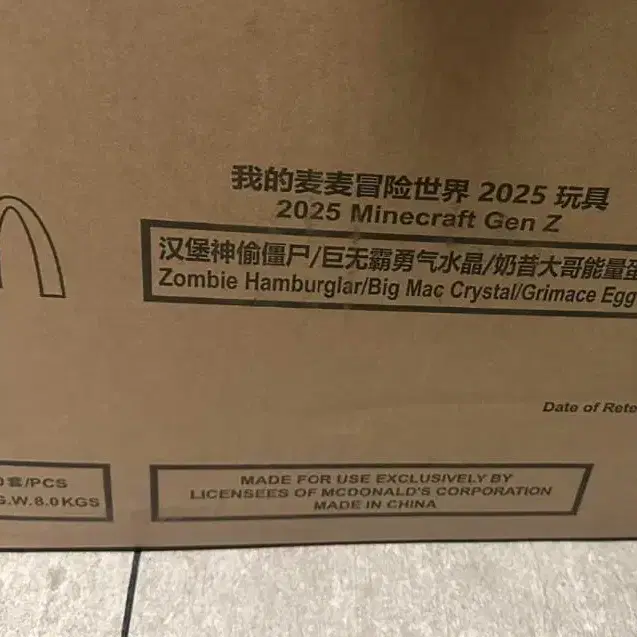 我的麦麦冒险世界 2025 玩具
2025 Minecraft Gen Z
汉堡神偷僵尸/巨无霸勇气水晶/奶昔大哥能量蛋
Zombie Hamburglar/Big Mac Crystal/Grimace Egg
Date of Rete
套/PCS
G.W.8.0KGS
MADE FOR USE EXCLUSIVELY BY
LICENSEES OF MCDONALD'S CORPORATION
MADE IN CHINA